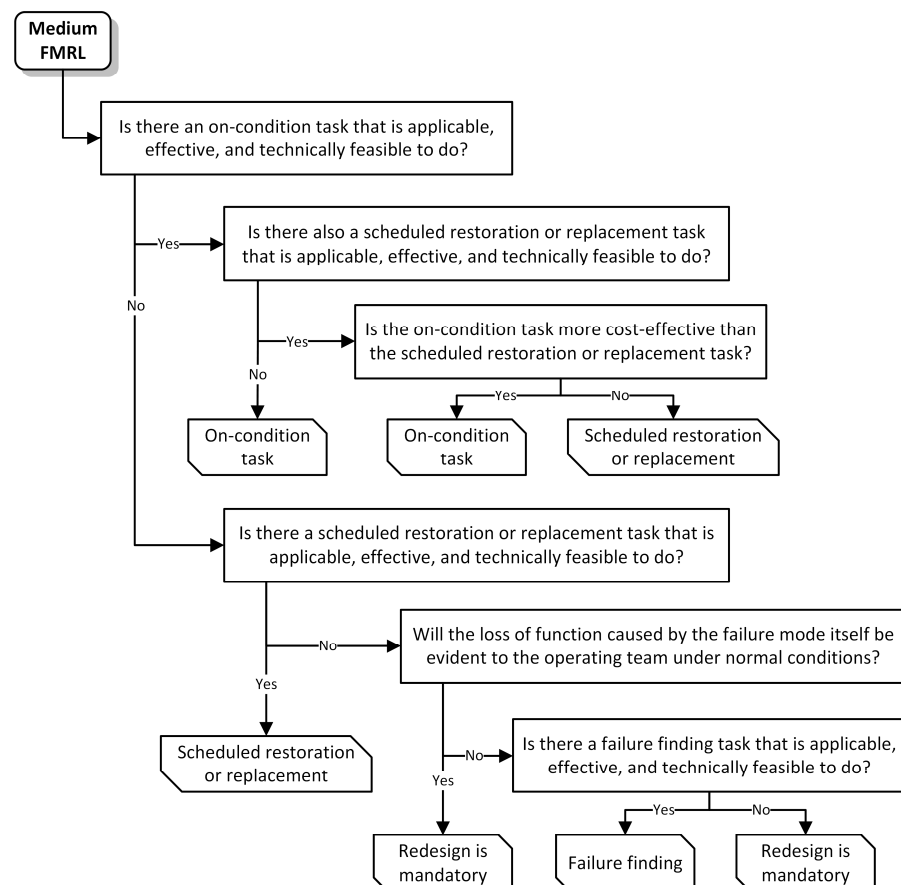 Medium
FMRL
Is there an on-condition task that is applicable,
effective, and technically feasible to do?
Yes
Is there also a scheduled restoration or replacement task
that is applicable, effective, and technically feasible to do?
No
Yes
Is the on-condition task more cost-effective than
the scheduled restoration or replacement task?
No
Yes
No
On-condition
task
On-condition
task
Scheduled restoration
or replacement
Is there a scheduled restoration or replacement task that is
applicable, effective, and technically feasible to do?
No
Will the loss of function caused by the failure mode itself be
evident to the operating team under normal conditions?
Yes
Scheduled restoration
or replacement
No
Is there a failure finding task that is applicable,
effective, and technically feasible to do?
Yes
Yes
No
Redesign is
mandatory
Failure finding
Redesign is
mandatory